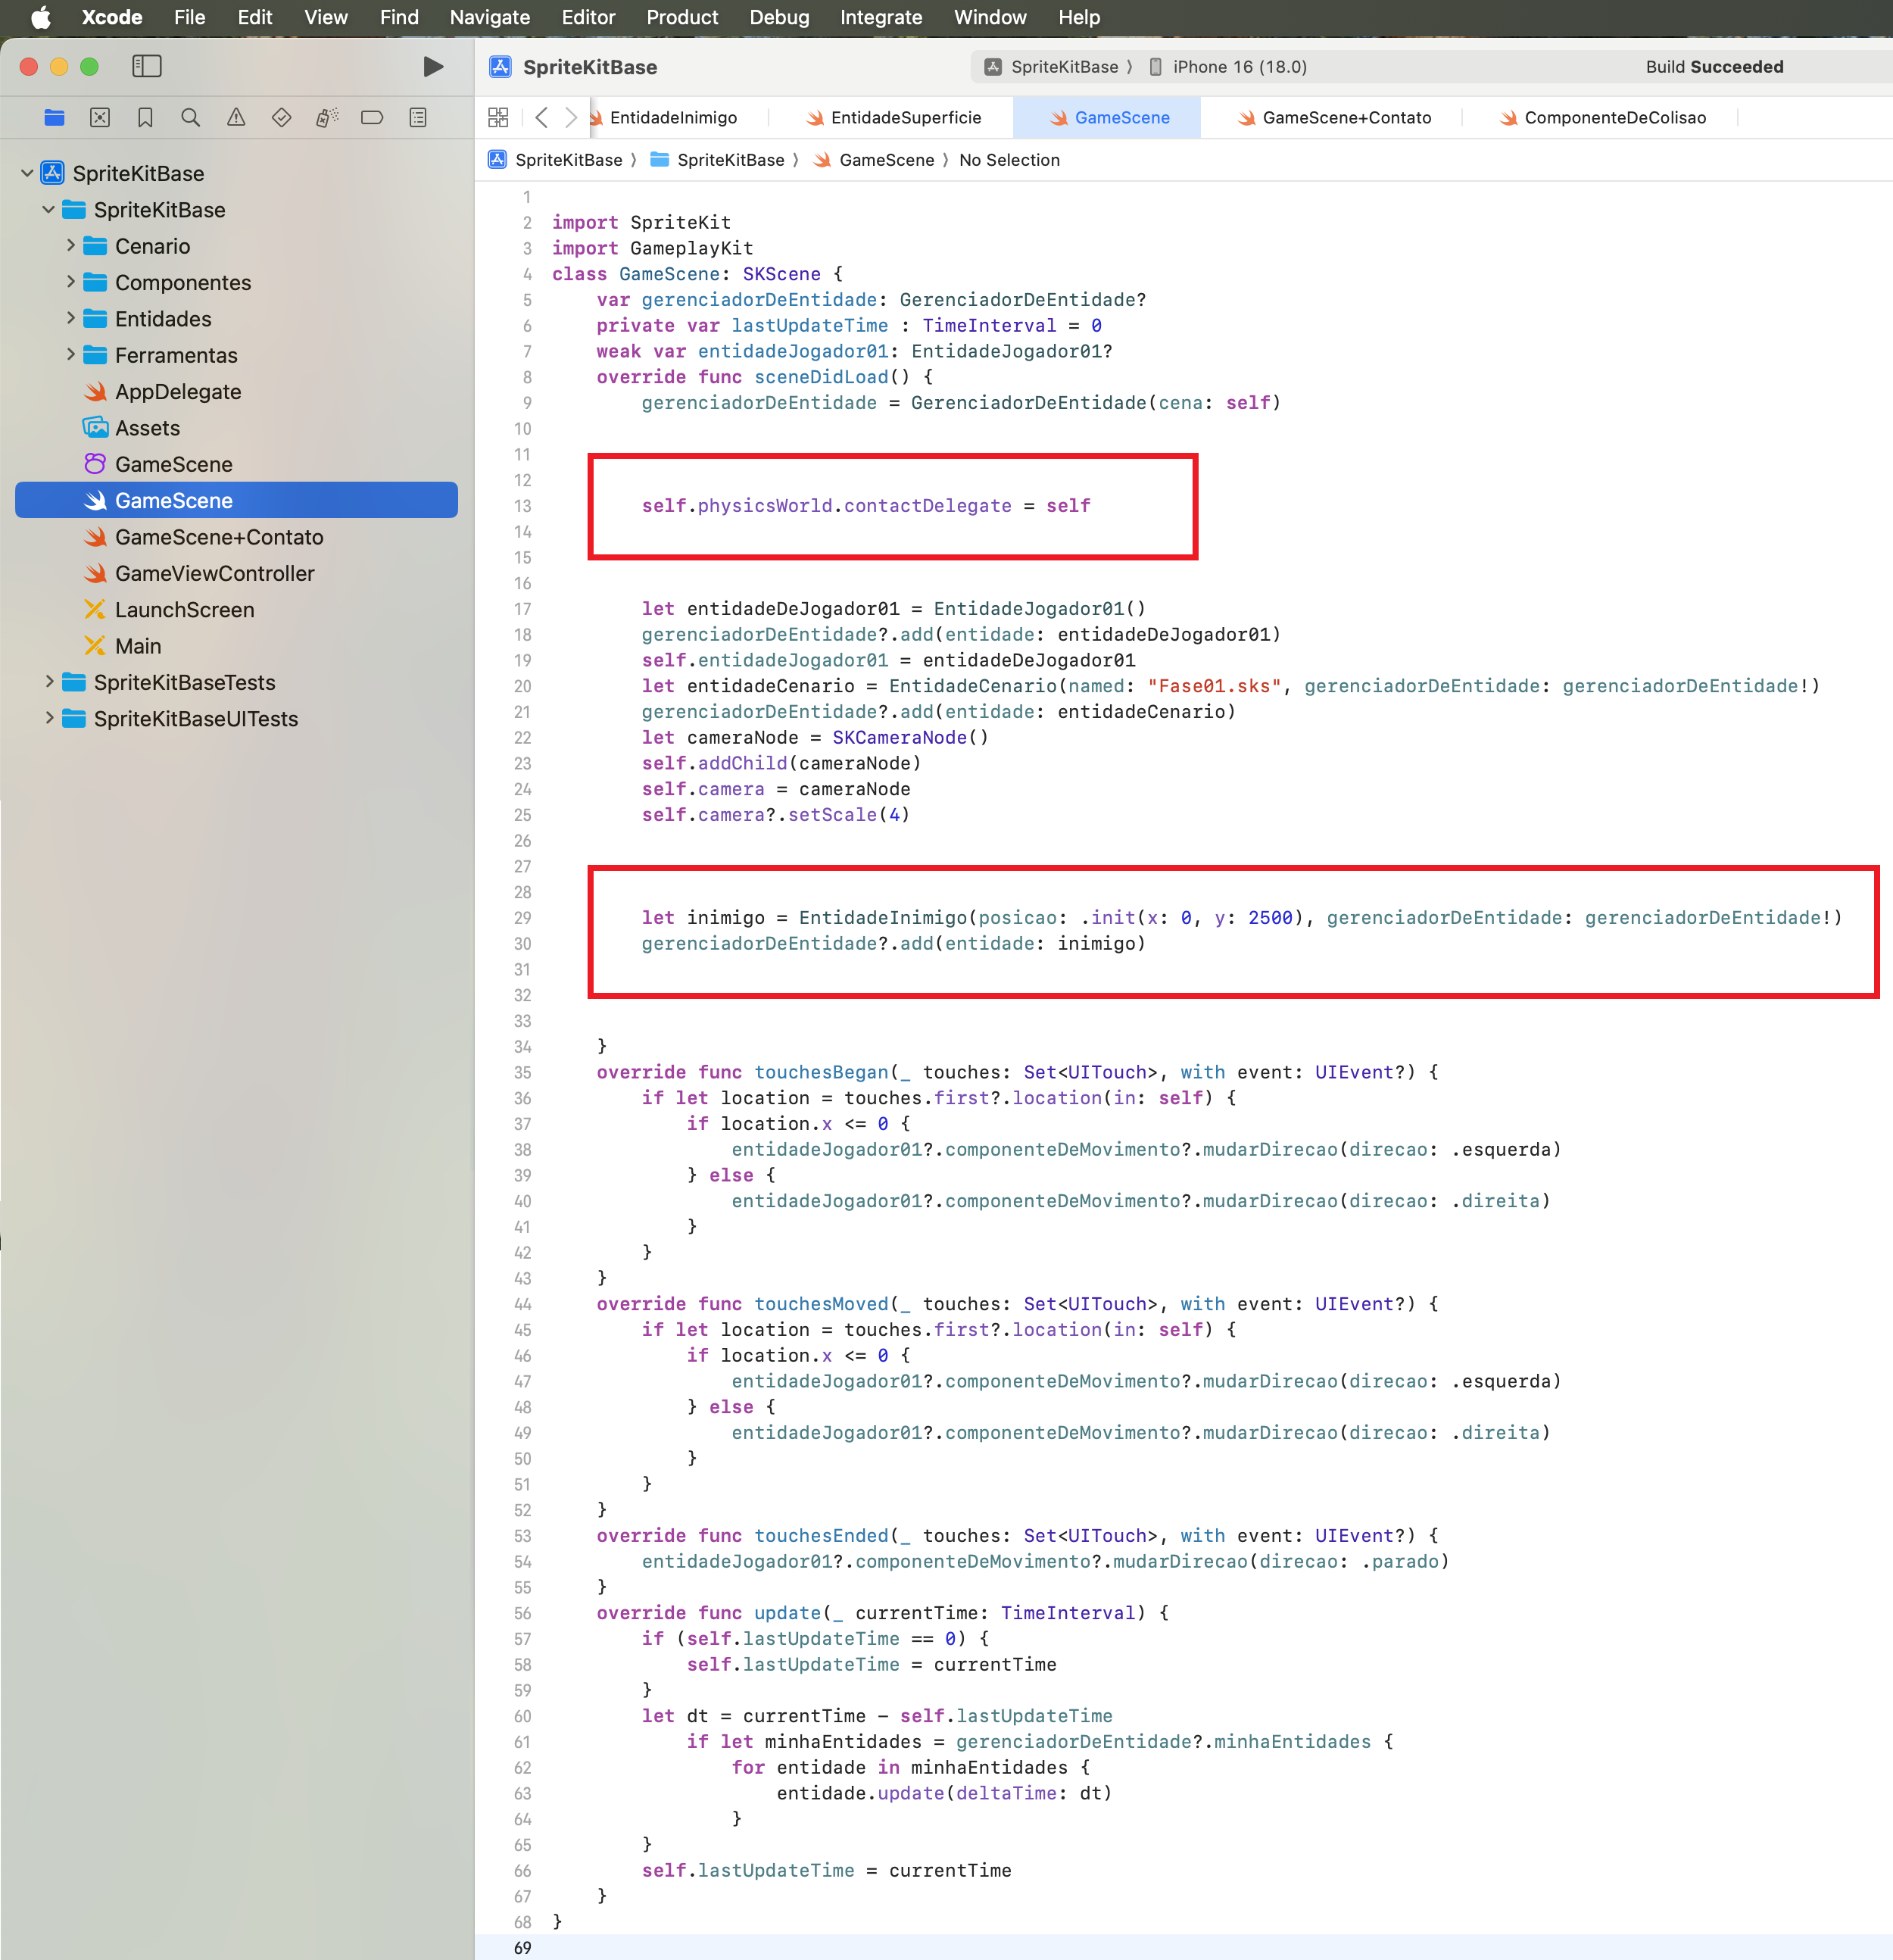 Xcode File Edit View Find Navigate Editor Product Debug Integrate Window Help
SpriteKitBase
SpriteKitBase 〉 iPhone 16 (18.0)
Build Succeeded
EntidadeInimigo
EntidadeSuperficie
GameScene
GameScene+Contato
ComponenteDeColisao
SpriteKitBase 〉 SpriteKitBase 〉 GameScene 〉 No Selection
SpriteKitBase
SpriteKitBase
Cenario
Componentes
Entidades
Ferramentas
AppDelegate
Assets
GameScene
GameScene
GameScene+Contato
GameViewController
LaunchScreen
Main
SpriteKitBaseTests
SpriteKitBaseUITests
1
2 import SpriteKit
3 import GameplayKit
4 class GameScene: SKScene {
5     var gerenciadorDeEntidade: GerenciadorDeEntidade?
6     private var lastUpdateTime : TimeInterval = 0
7     weak var entidadeJogador01: EntidadeJogador01?
8     override func sceneDidLoad() {
9         gerenciadorDeEntidade = GerenciadorDeEntidade(cena: self)
10
11
12
13         self.physicsWorld.contactDelegate = self
14
15
16
17         let entidadeDeJogador01 = EntidadeJogador01()
18         gerenciadorDeEntidade?.add(entidade: entidadeDeJogador01)
19         self.entidadeJogador01 = entidadeDeJogador01
20         let entidadeCenario = EntidadeCenario(named: "Fase01.sks", gerenciadorDeEntidade: gerenciadorDeEntidade!)
21         gerenciadorDeEntidade?.add(entidade: entidadeCenario)
22         let cameraNode = SKCameraNode()
23         self.addChild(cameraNode)
24         self.camera = cameraNode
25         self.camera?.setScale(4)
26
27
28
29         let inimigo = EntidadeInimigo(posicao: .init(x: 0, y: 2500), gerenciadorDeEntidade: gerenciadorDeEntidade!)
30         gerenciadorDeEntidade?.add(entidade: inimigo)
31
32
33
34     }
35     override func touchesBegan(_ touches: Set<UITouch>, with event: UIEvent?) {
36         if let location = touches.first?.location(in: self) {
37             if location.x <= 0 {
38                 entidadeJogador01?.componenteDeMovimento?.mudarDirecao(direcao: .esquerda)
39             } else {
40                 entidadeJogador01?.componenteDeMovimento?.mudarDirecao(direcao: .direita)
41             }
42         }
43     }
44     override func touchesMoved(_ touches: Set<UITouch>, with event: UIEvent?) {
45         if let location = touches.first?.location(in: self) {
46             if location.x <= 0 {
47                 entidadeJogador01?.componenteDeMovimento?.mudarDirecao(direcao: .esquerda)
48             } else {
49                 entidadeJogador01?.componenteDeMovimento?.mudarDirecao(direcao: .direita)
50             }
51         }
52     }
53     override func touchesEnded(_ touches: Set<UITouch>, with event: UIEvent?) {
54         entidadeJogador01?.componenteDeMovimento?.mudarDirecao(direcao: .parado)
55     }
56     override func update(_ currentTime: TimeInterval) {
57         if (self.lastUpdateTime == 0) {
58             self.lastUpdateTime = currentTime
59         }
60         let dt = currentTime - self.lastUpdateTime
61             if let minhaEntidades = gerenciadorDeEntidade?.minhaEntidades {
62                 for entidade in minhaEntidades {
63                     entidade.update(deltaTime: dt)
64                 }
65         }
66         self.lastUpdateTime = currentTime
67     }
68 }
69